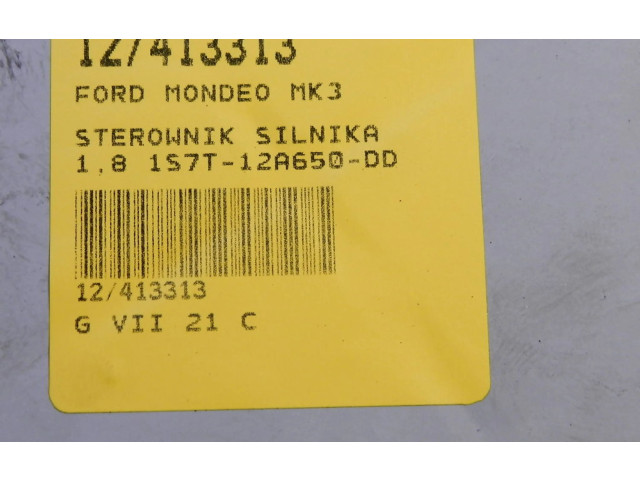 12/413313
FORD MONDEO MK3
STEROWNIK SILNIKA
1,8 1S7T-12A650-DD
12/413313
G VII 21 C